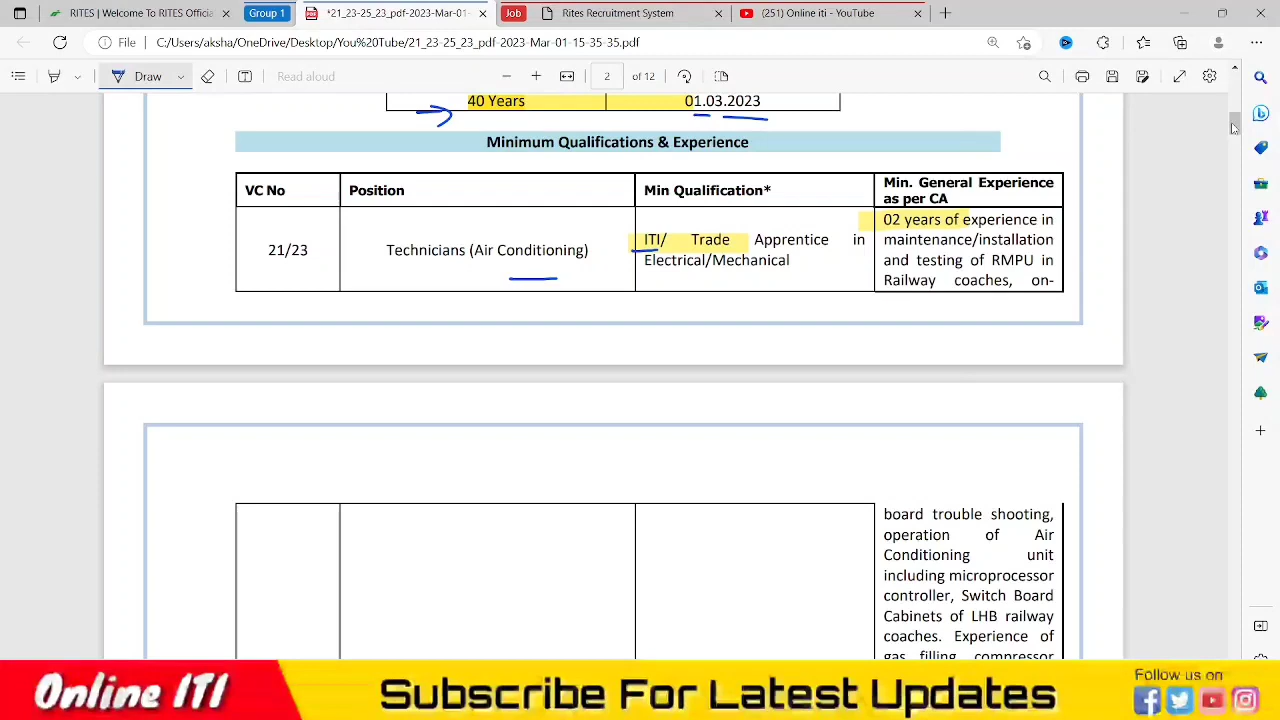 RITES | Welcome To RITES Officia
Group 1
*21_23-25_23_pdf-2023-Mar-01-
Job
Rites Recruitment System
(251) Online iti - YouTube
File
C:/Users/aksha/OneDrive/Desktop/You%20Tube/21_23-25_23_pdf-2023-Mar-01-15-35-35.pdf
Draw
Read aloud
2
of 12
40 Years
01.03.2023
Minimum Qualifications & Experience
VC No
Position
Min Qualification*
Min. General Experience
as per CA
21/23
Technicians (Air Conditioning)
ITI/ Trade Apprentice in
Electrical/Mechanical
02 years of experience in
maintenance/installation
and testing of RMPU in
Railway coaches, on-
board trouble shooting,
operation of Air
Conditioning unit
including microprocessor
controller, Switch Board
Cabinets of LHB railway
coaches. Experience of
gas filling, compressor
Online ITI
Subscribe For Latest Updates
Follow us on